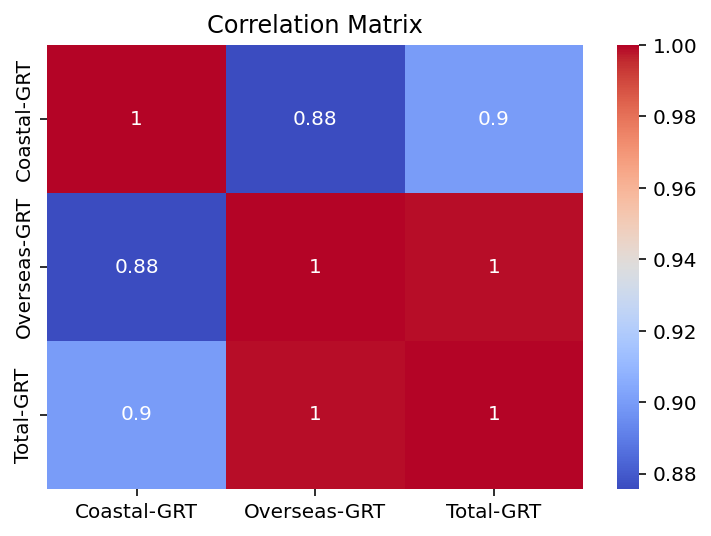 Correlation Matrix
Coastal-GRT
1
0.88
0.9
Overseas-GRT
0.88
1
1
Total-GRT
0.9
1
1
Coastal-GRT
Overseas-GRT
Total-GRT
1.00
0.98
0.96
0.94
0.92
0.90
0.88